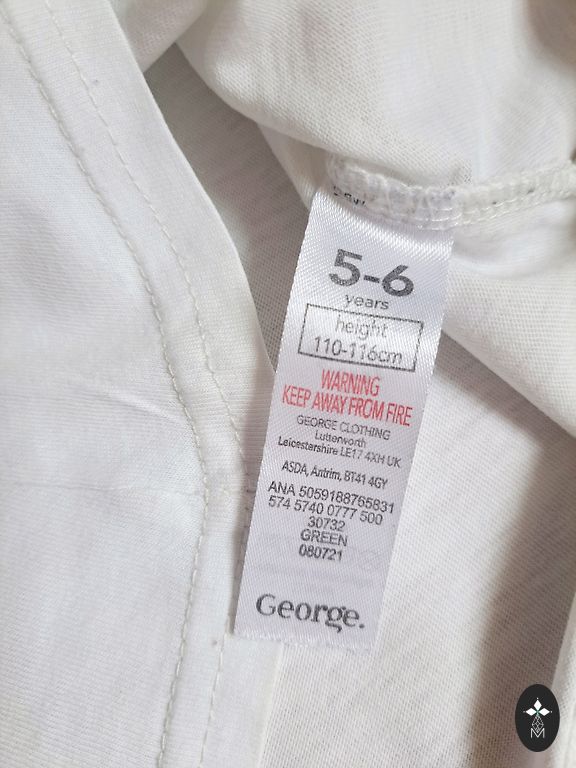 5-6
years
height
110-116cm
WARNING
KEEP AWAY FROM FIRE
GEORGE CLOTHING
Lutterworth
Leicestershire LE17 4XH UK
ASDA, Antrim, BT41 4GY
ANA 5059188765831
574 5740 0777 500
30732
GREEN
080721
George.
M